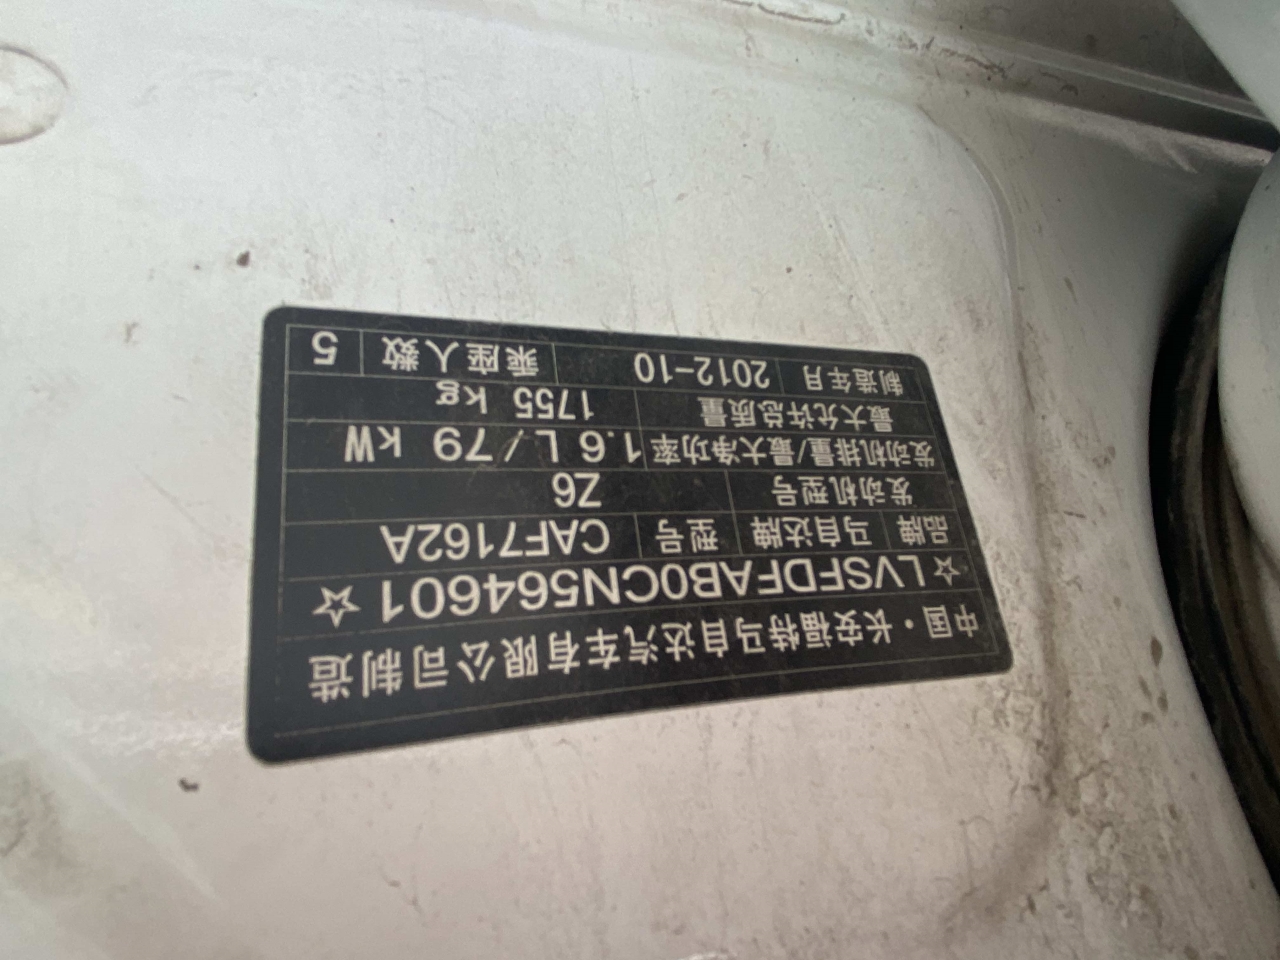 中国·长安福特马自达汽车有限公司制造
☆LVSFDFAB0CN564601☆
品牌 马自达牌 型号 CAF7162A
发动机型号 Z6
发动机排量/最大净功率 1.6 L/79 kW
最大允许总质量 1755 kg
制造年月 2012-10 乘座人数 5